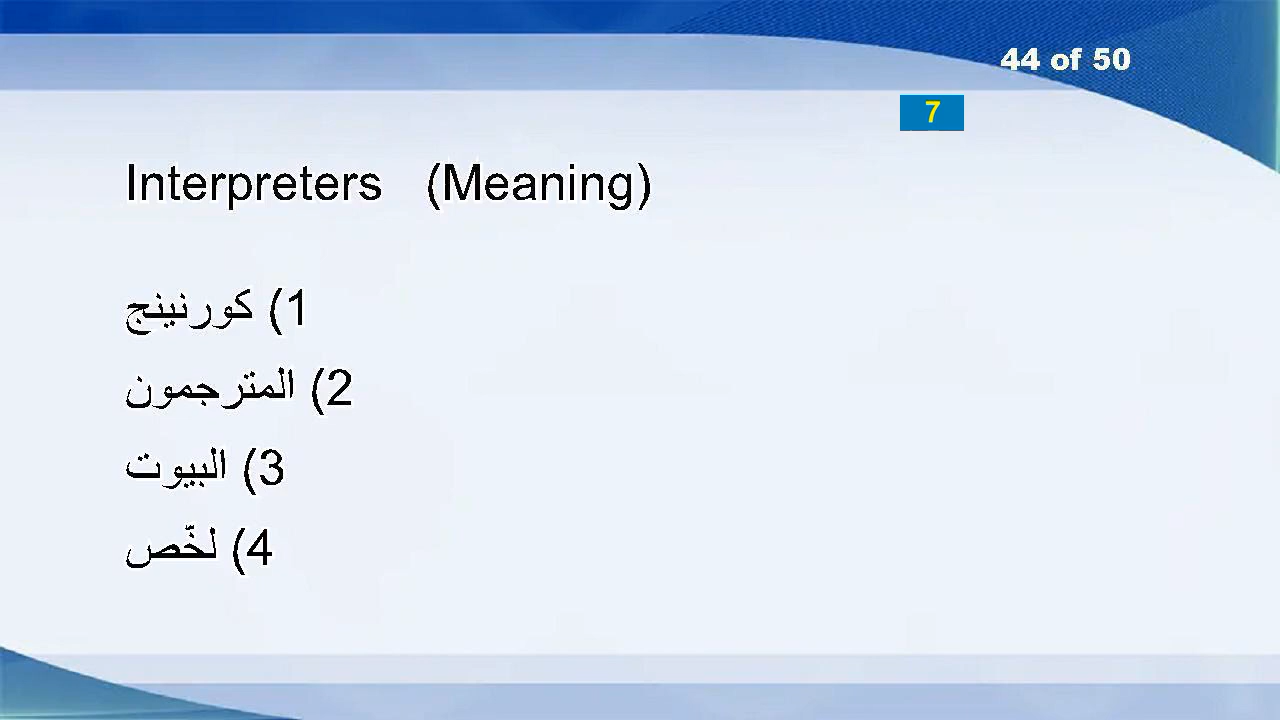 44 of 50
7
Interpreters (Meaning)
1) كورنينج
2) المترجمون
3) البيوت
4) لخّص